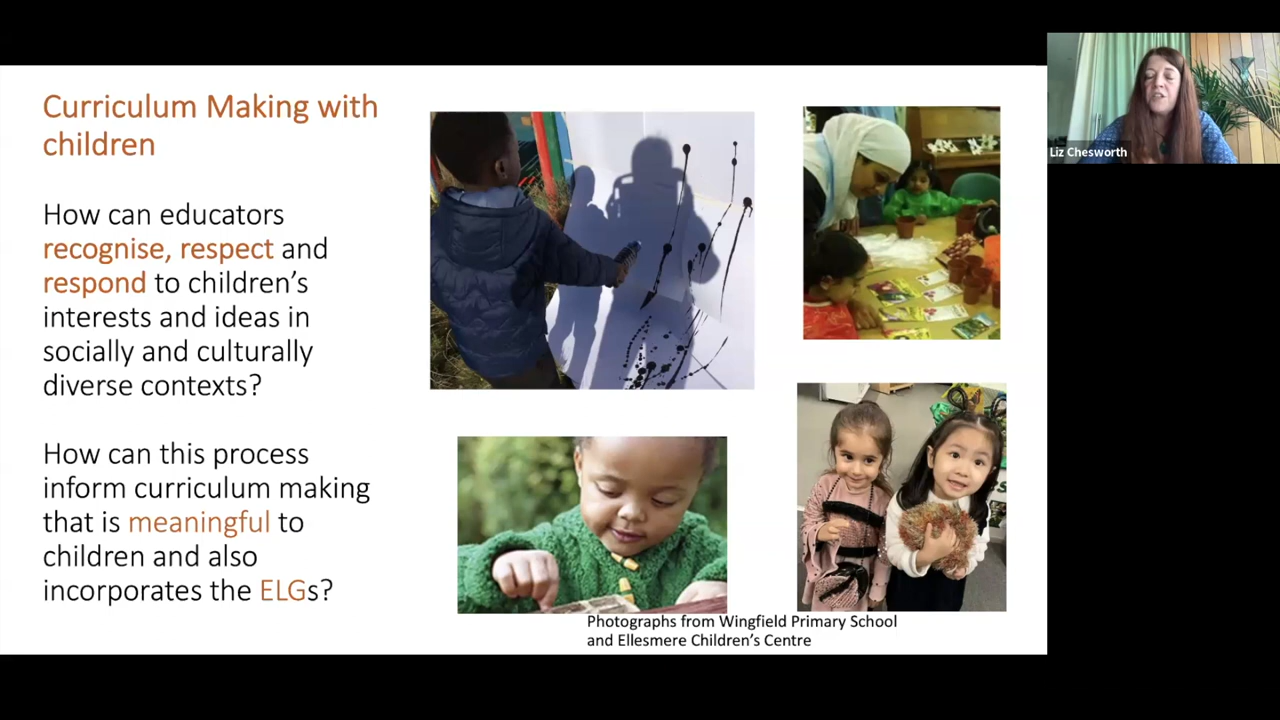 Curriculum Making with
children
How can educators
recognise, respect and
respond to children's
interests and ideas in
socially and culturally
diverse contexts?
How can this process
inform curriculum making
that is meaningful to
children and also
incorporates the ELGs?
Photographs from Wingfield Primary School
and Ellesmere Children's Centre
Liz Chesworth